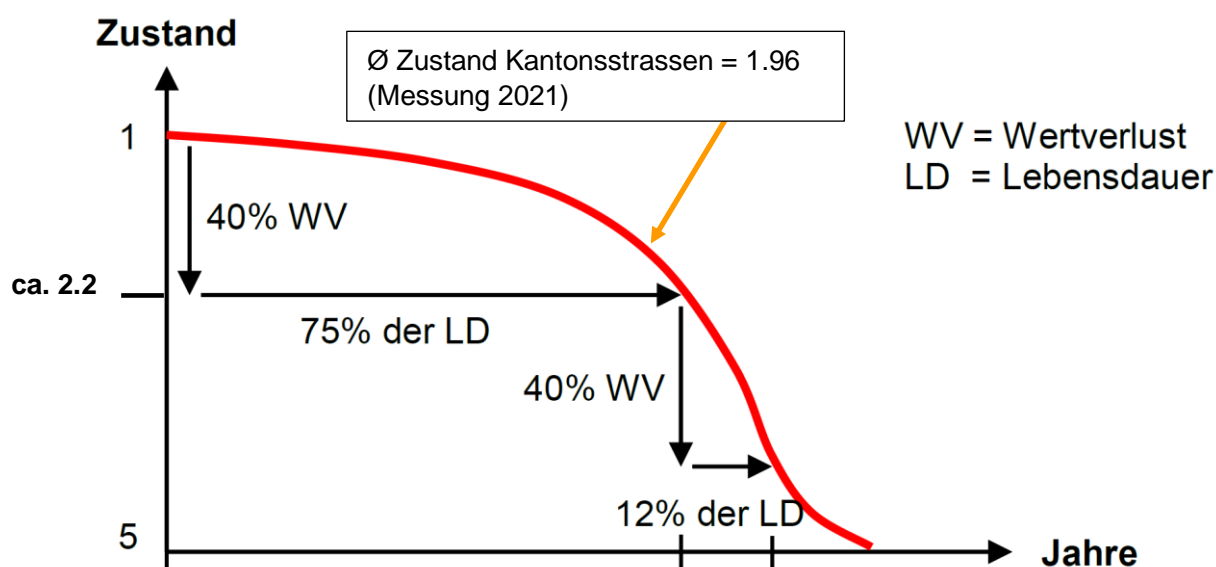 Zustand
Ø Zustand Kantonsstrassen = 1.96
(Messung 2021)
1
WV = Wertverlust
LD = Lebensdauer
40% WV
ca. 2.2
75% der LD
40% WV
12% der LD
5
Jahre